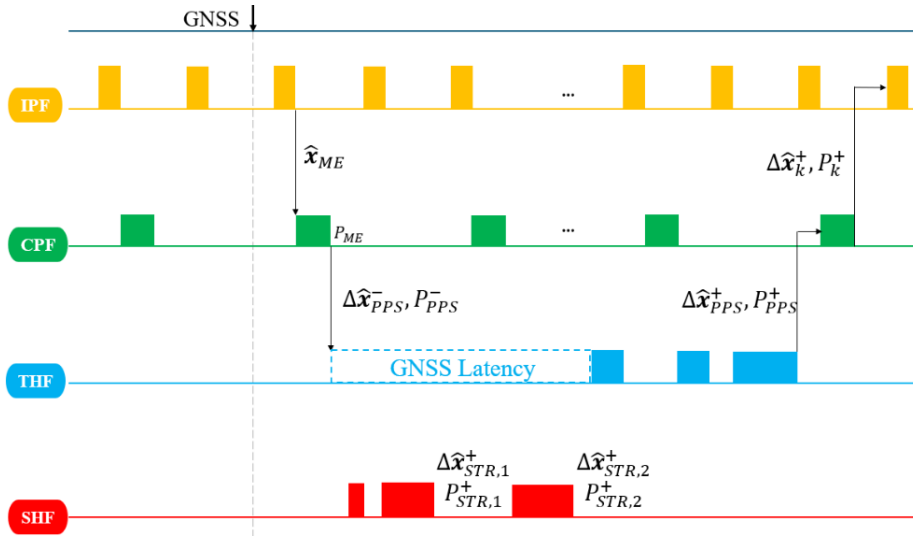 GNSS
IPF
...
x̂_ME
Δx̂_k^+, P_k^+
CPF
P_ME
...
Δx̂_PPS^-, P_PPS^-
Δx̂_PPS^+, P_PPS^+
THF
GNSS Latency
Δx̂_STR,1^+
Δx̂_STR,2^+
P_STR,1^+
P_STR,2^+
SHF